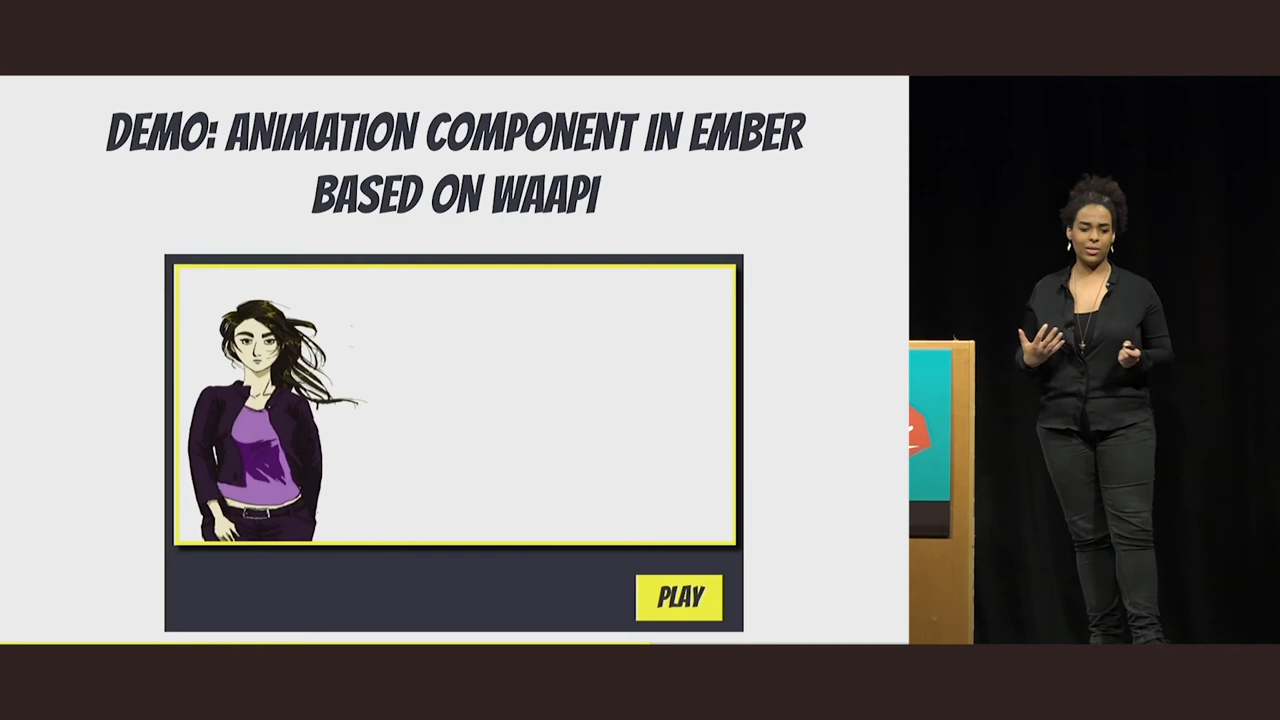 DEMO: ANIMATION COMPONENT IN EMBER
BASED ON WAAPI
PLAY